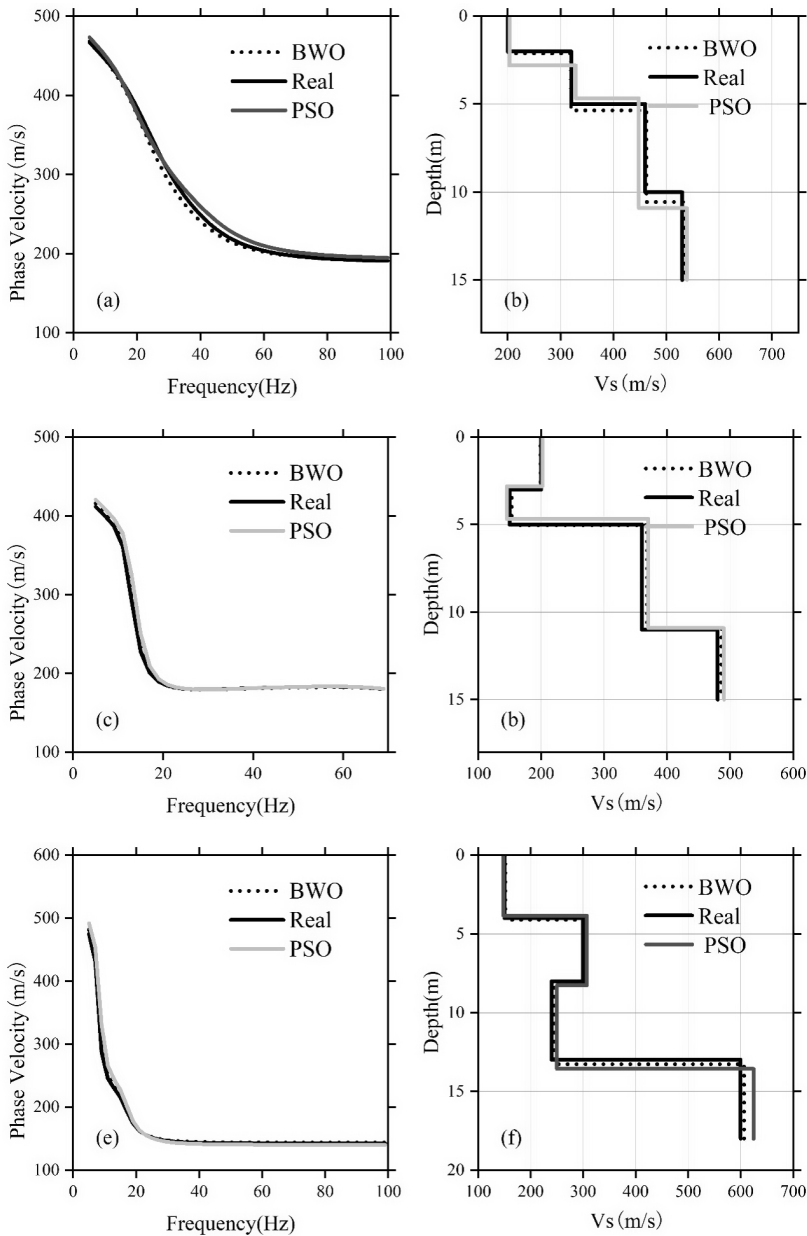 500
400
300
200
100
0
20
40
60
80
100
Phase Velocity (m/s)
Frequency(Hz)
BWO
Real
PSO
(a)
0
5
10
15
200
300
400
500
600
700
Depth(m)
Vs (m/s)
BWO
Real
PSO
(b)
500
400
300
200
100
0
20
40
60
Phase Velocity (m/s)
Frequency(Hz)
BWO
Real
PSO
(c)
0
5
10
15
100
200
300
400
500
600
Depth(m)
Vs (m/s)
BWO
Real
PSO
(b)
600
500
400
300
200
100
0
20
40
60
80
100
Phase Velocity (m/s)
Frequency(Hz)
BWO
Real
PSO
(e)
0
5
10
15
20
100
200
300
400
500
600
700
Depth(m)
Vs (m/s)
BWO
Real
PSO
(f)